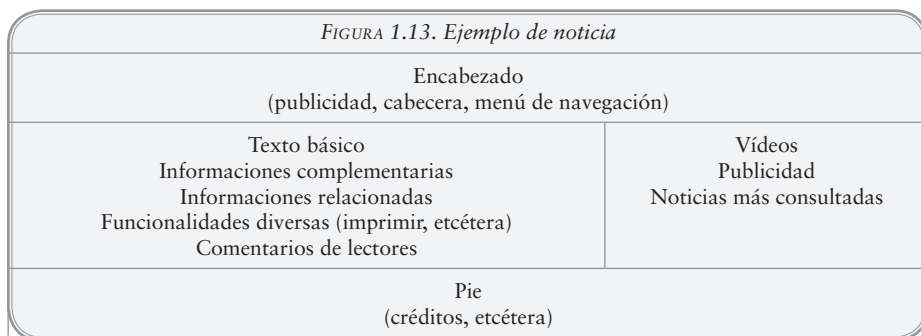 FIGURA 1.13. Ejemplo de noticia
Encabezado
(publicidad, cabecera, menú de navegación)
Texto básico
Informaciones complementarias
Informaciones relacionadas
Funcionalidades diversas (imprimir, etcétera)
Comentarios de lectores
Vídeos
Publicidad
Noticias más consultadas
Pie
(créditos, etcétera)